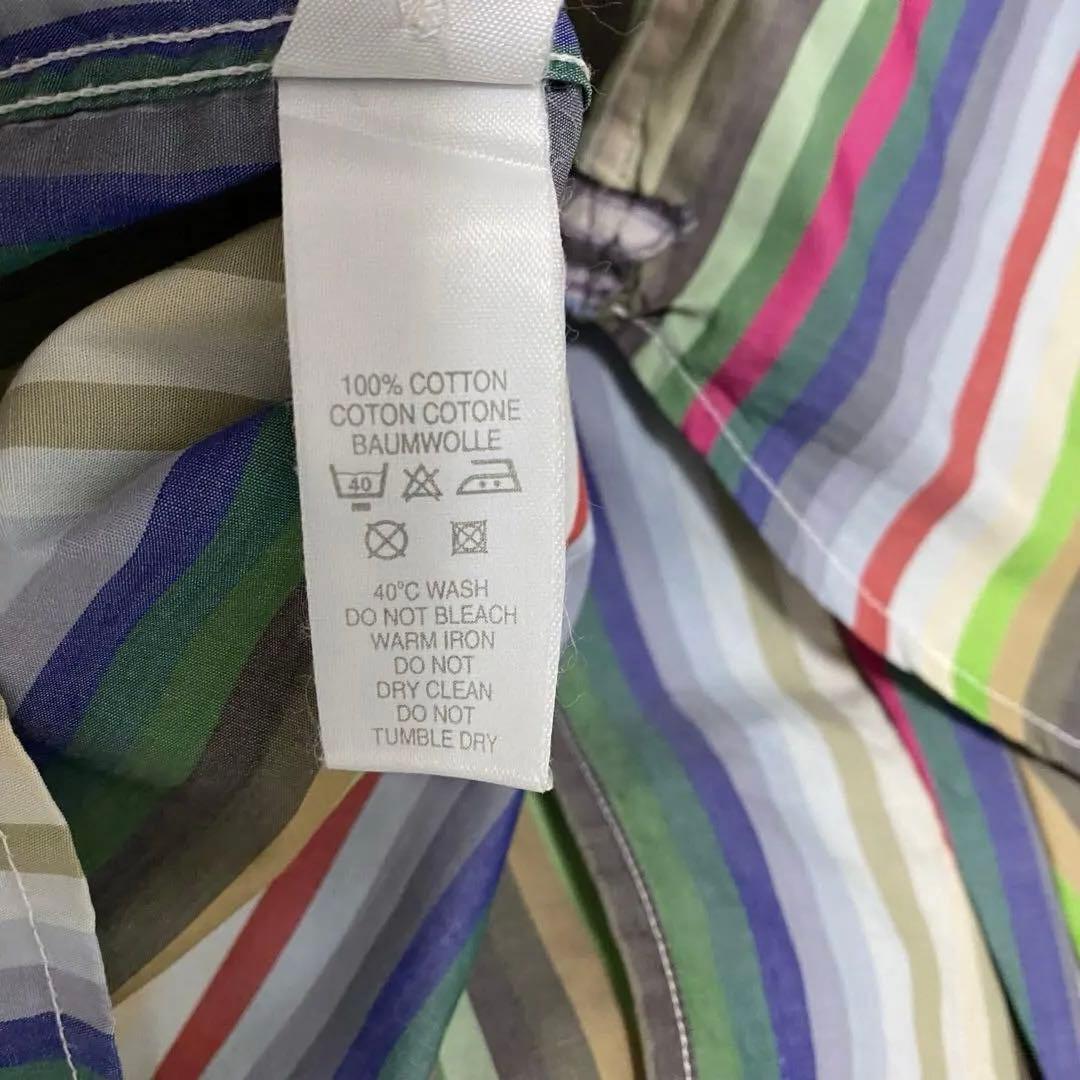 100% COTTON
COTON COTONE
BAUMWOLLE
40
40°C WASH
DO NOT BLEACH
WARM IRON
DO NOT
DRY CLEAN
DO NOT
TUMBLE DRY